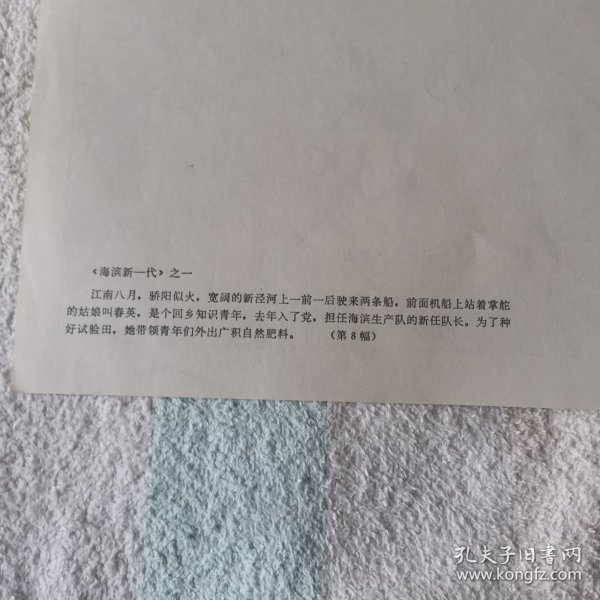 《海滨新一代》之一
江南八月，骄阳似火，宽阔的新泾河上一前一后驶来两条船，前面机船上站着掌舵
的姑娘叫春英，是个回乡知识青年，去年入了党，担任海滨生产队的新任队长。为了种
好试验田，她带领青年们外出广积自然肥料。 （第8幅）
孔夫子旧书网
www.kongfz.com